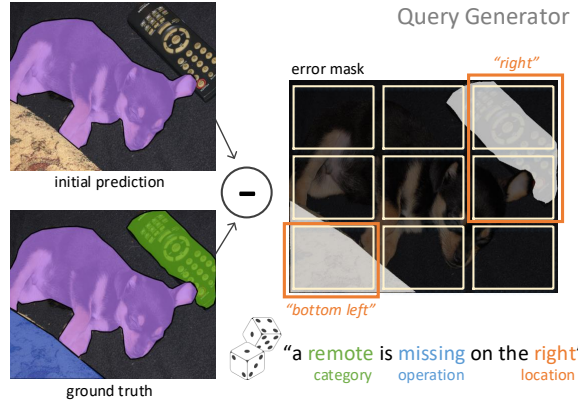 Query Generator
"right"
error mask
initial prediction
-
"bottom left"
"a remote is missing on the right"
category operation location
ground truth